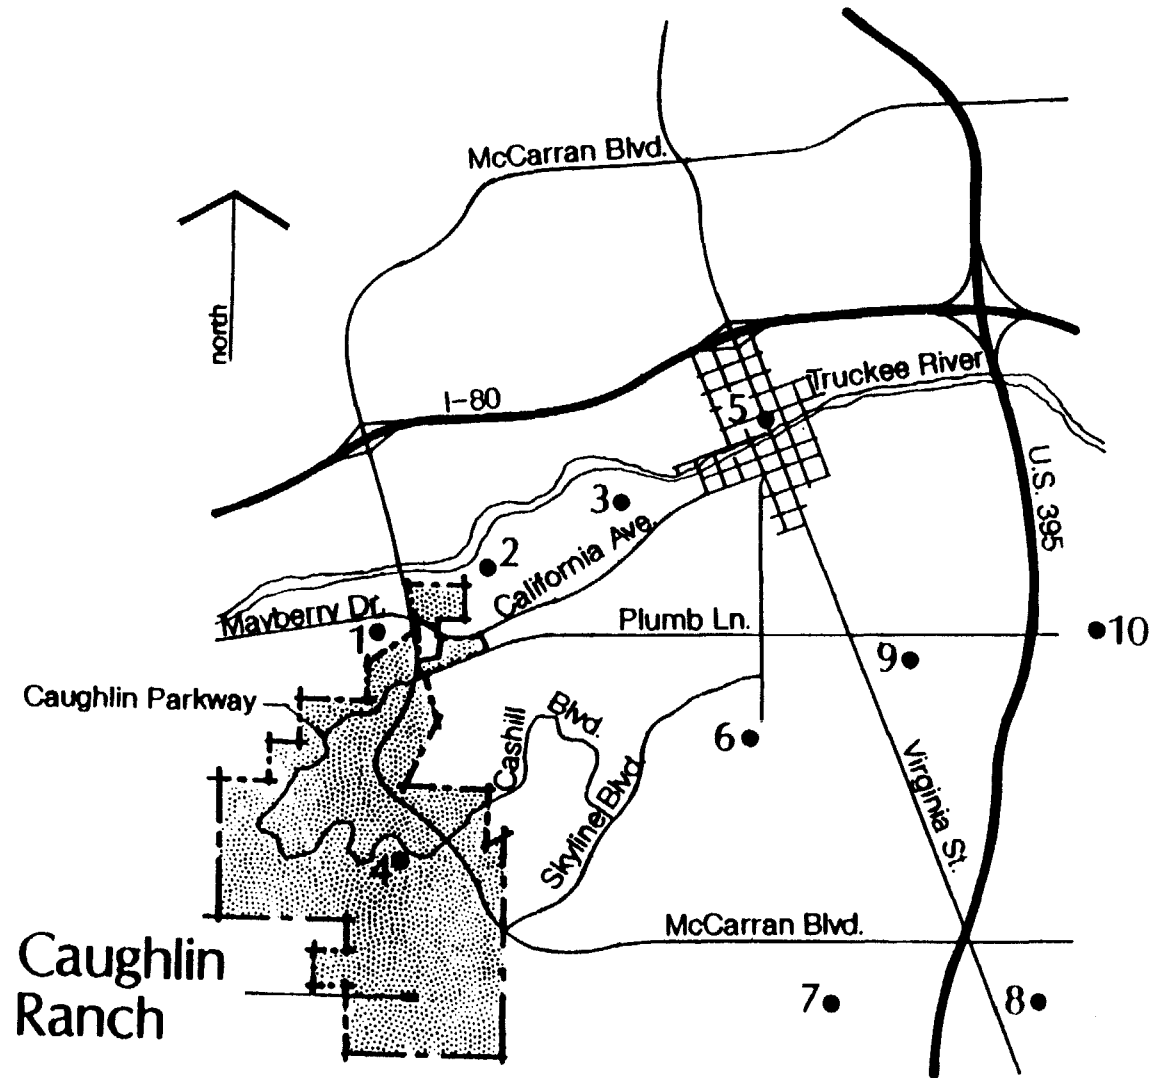 McCarran Blvd.
north
I-80
Truckee River
5
U.S. 395
3
2
California Ave.
Mayberry Dr.
1
Plumb Ln.
10
9
Caughlin Parkway
Cashill
Blvd.
6
Skyline Blvd.
Virginia St.
4
McCarran Blvd.
Caughlin
Ranch
7
8